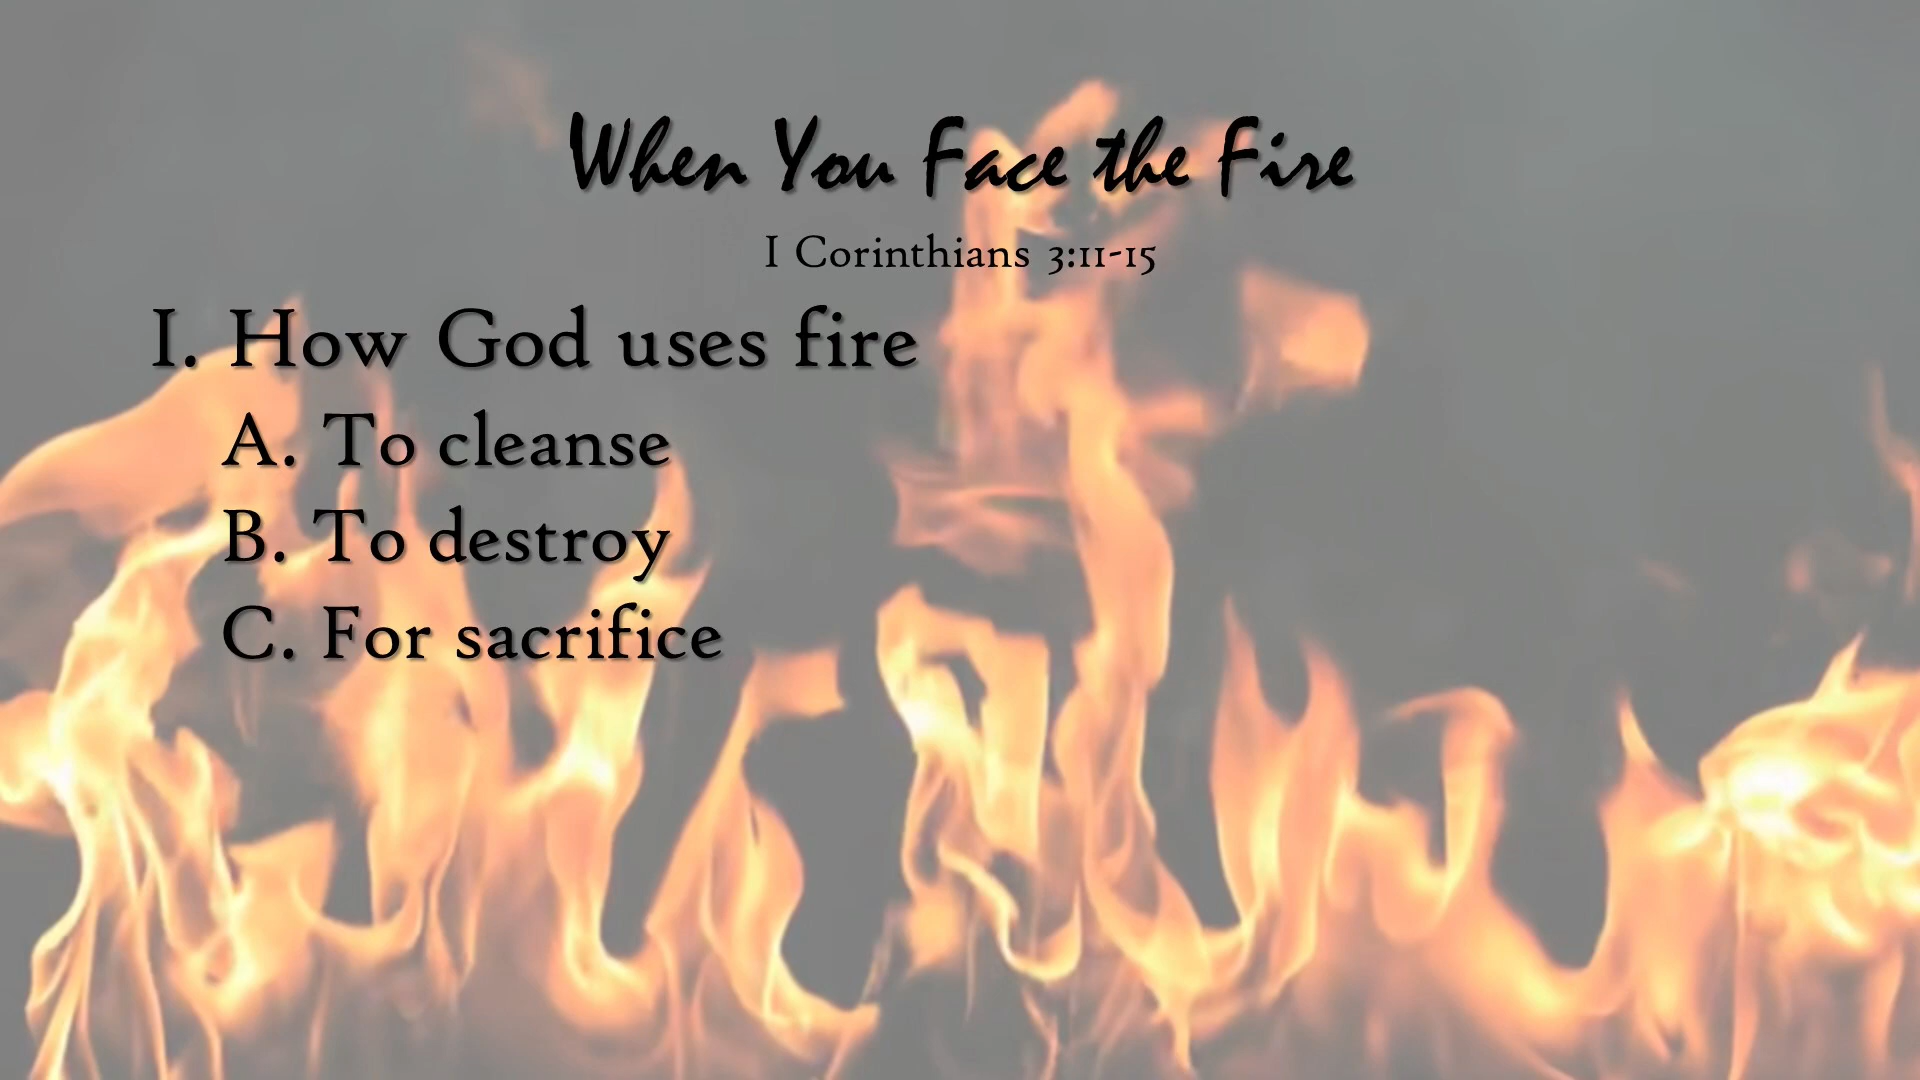 When You Face the Fire
I Corinthians 3:11-15
I. How God uses fire
A. To cleanse
B. To destroy
C. For sacrifice